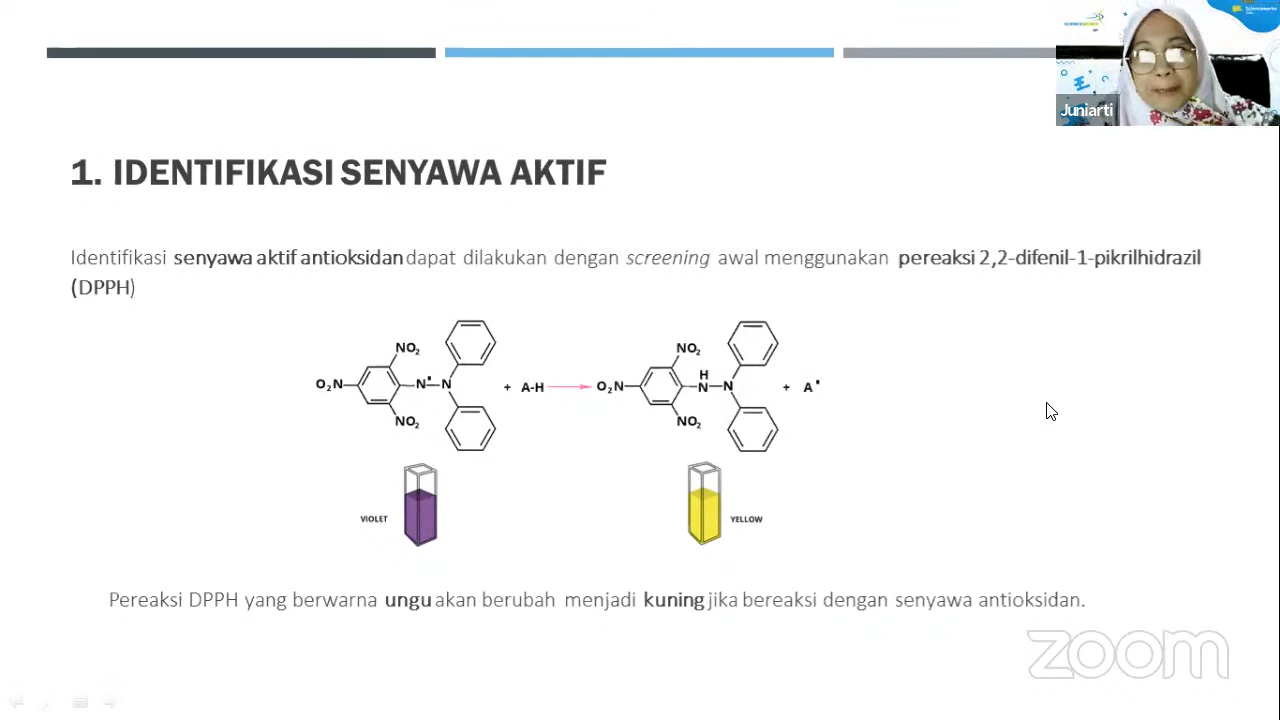 Sciencewerke
SCIENCEWERKE
Juniarti
1. IDENTIFIKASI SENYAWA AKTIF
Identifikasi senyawa aktif antioksidan dapat dilakukan dengan screening awal menggunakan pereaksi 2,2-difenil-1-pikrilhidrazil
(DPPH)
NO2 NO2
H
O2N N• N + A-H O2N N N + A•
NO2 NO2
VIOLET YELLOW
Pereaksi DPPH yang berwarna ungu akan berubah menjadi kuning jika bereaksi dengan senyawa antioksidan.
zoom